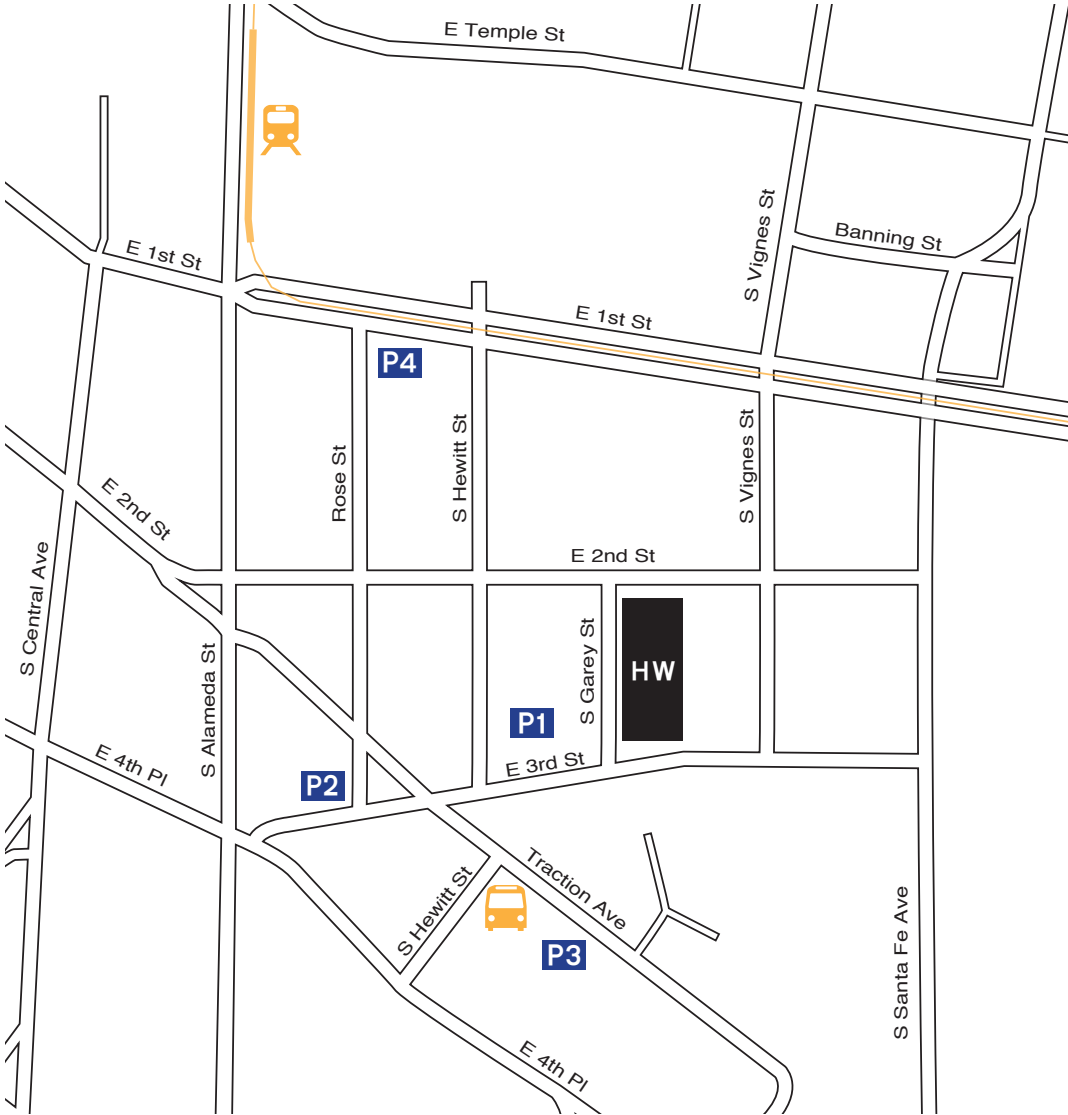 E Temple St
S Vignes St
Banning St
E 1st St
E 1st St
P4
Rose St
S Hewitt St
S Vignes St
E 2nd St
E 2nd St
S Central Ave
S Alameda St
S Garey St
HW
P1
E 3rd St
E 4th Pl
P2
Traction Ave
S Hewitt St
P3
S Santa Fe Ave
E 4th Pl